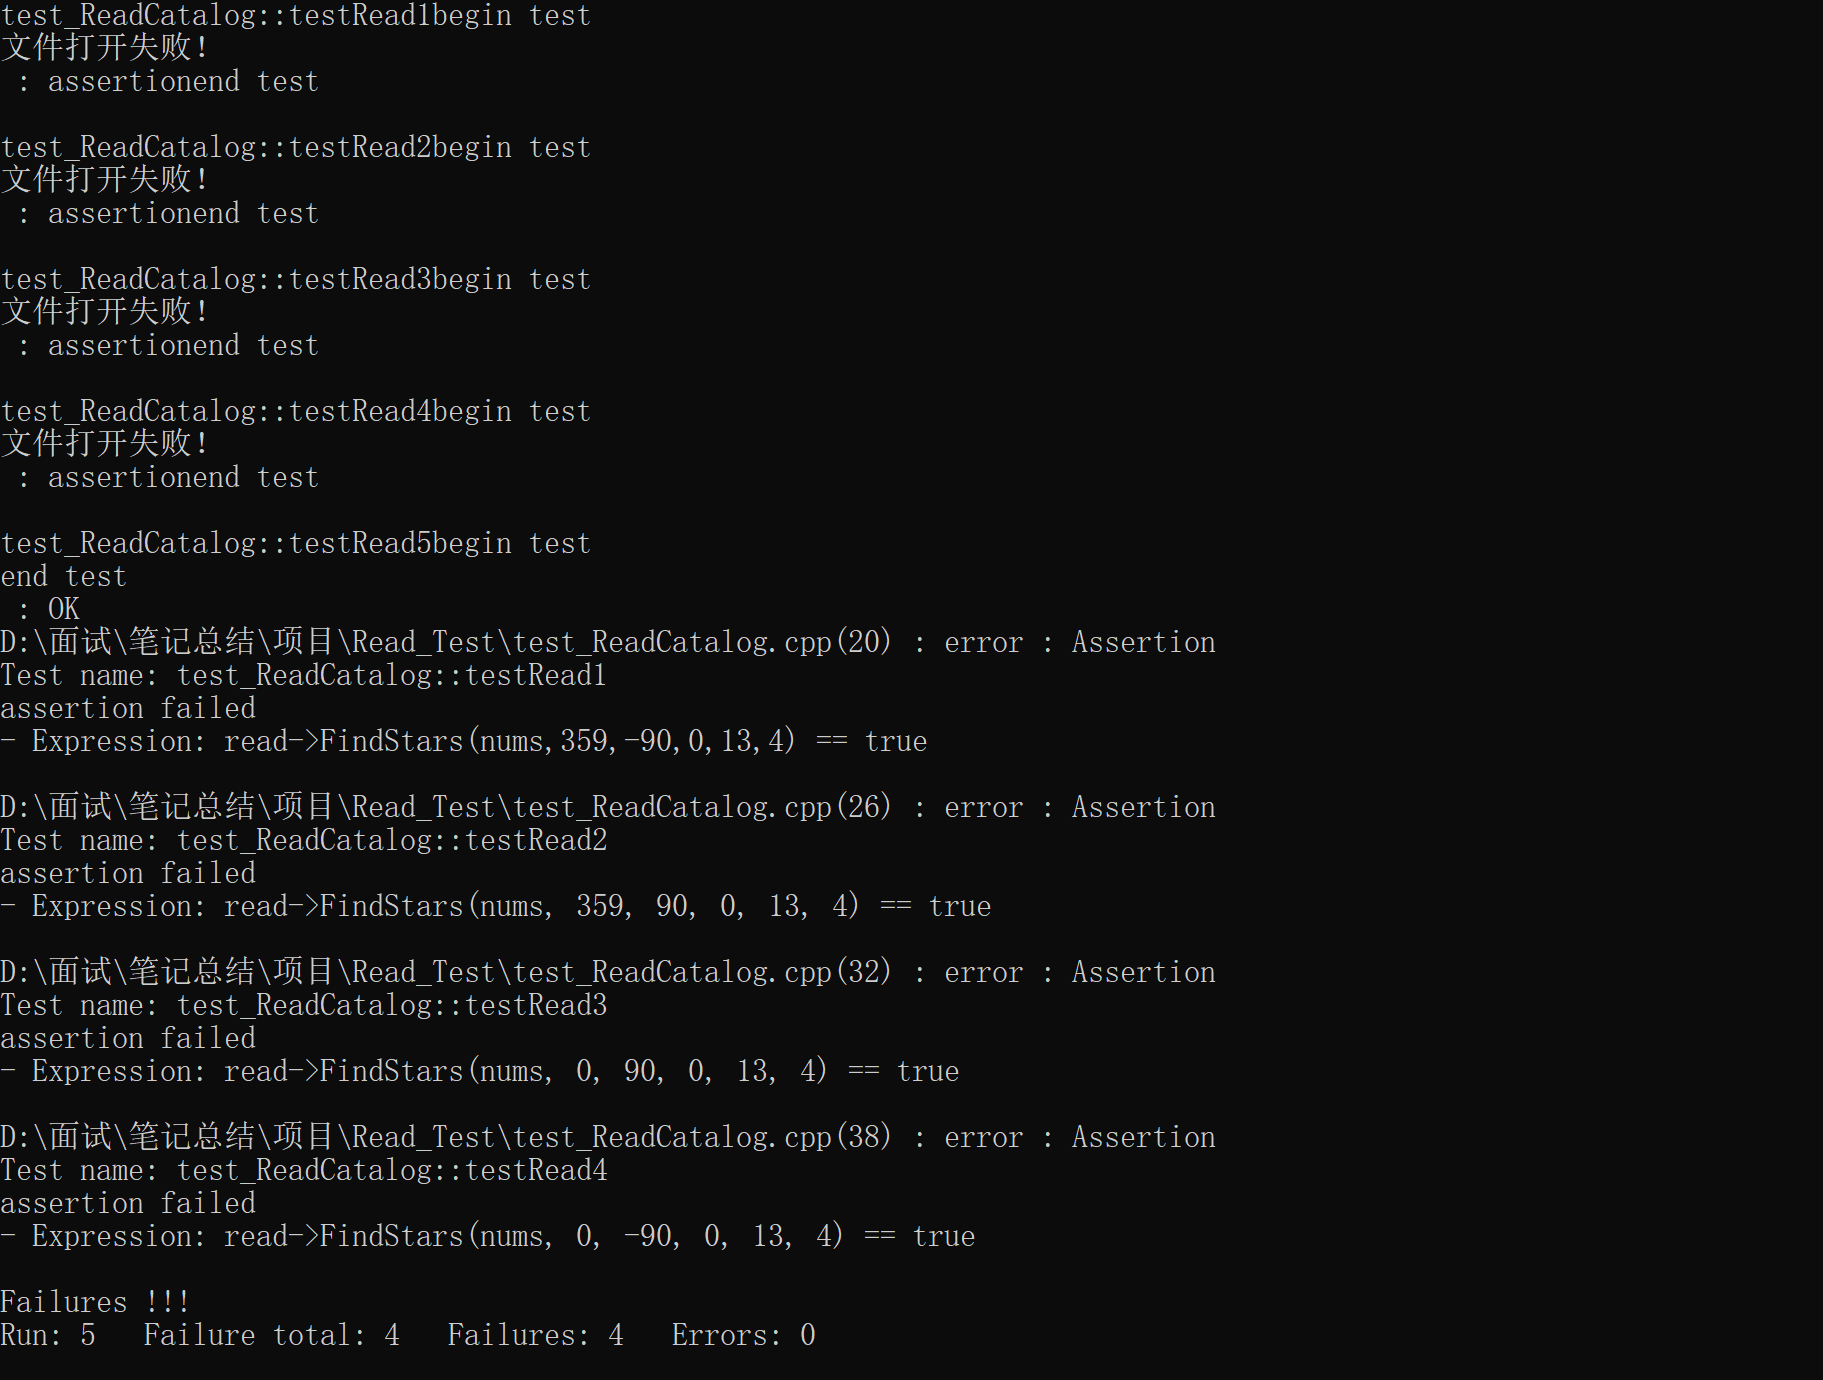 test_ReadCatalog::testRead1begin test
文件打开失败!
 : assertionend test
test_ReadCatalog::testRead2begin test
文件打开失败!
 : assertionend test
test_ReadCatalog::testRead3begin test
文件打开失败!
 : assertionend test
test_ReadCatalog::testRead4begin test
文件打开失败!
 : assertionend test
test_ReadCatalog::testRead5begin test
end test
 : OK
D:\面试\笔记总结\项目\Read_Test\test_ReadCatalog.cpp(20) : error : Assertion
Test name: test_ReadCatalog::testRead1
assertion failed
- Expression: read->FindStars(nums,359,-90,0,13,4) == true
D:\面试\笔记总结\项目\Read_Test\test_ReadCatalog.cpp(26) : error : Assertion
Test name: test_ReadCatalog::testRead2
assertion failed
- Expression: read->FindStars(nums, 359, 90, 0, 13, 4) == true
D:\面试\笔记总结\项目\Read_Test\test_ReadCatalog.cpp(32) : error : Assertion
Test name: test_ReadCatalog::testRead3
assertion failed
- Expression: read->FindStars(nums, 0, 90, 0, 13, 4) == true
D:\面试\笔记总结\项目\Read_Test\test_ReadCatalog.cpp(38) : error : Assertion
Test name: test_ReadCatalog::testRead4
assertion failed
- Expression: read->FindStars(nums, 0, -90, 0, 13, 4) == true
Failures !!!
Run: 5   Failure total: 4   Failures: 4   Errors: 0